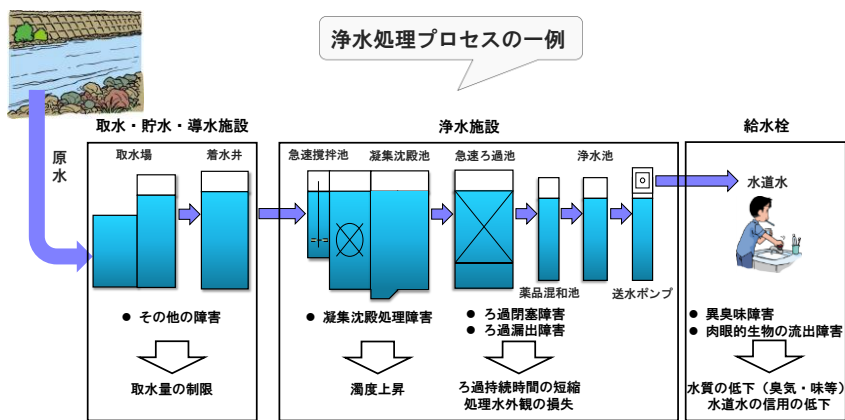 浄水処理プロセスの一例
取水・貯水・導水施設
浄水施設
給水栓
原水
取水場
着水井
急速攪拌池
凝集沈殿池
急速ろ過池
浄水池
水道水
薬品混和池
送水ポンプ
● その他の障害
● 凝集沈殿処理障害
● ろ過閉塞障害
● ろ過漏出障害
● 異臭味障害
● 肉眼的生物の流出障害
取水量の制限
濁度上昇
ろ過持続時間の短縮
処理水外観の損失
水質の低下（臭気・味等）
水道水の信用の低下